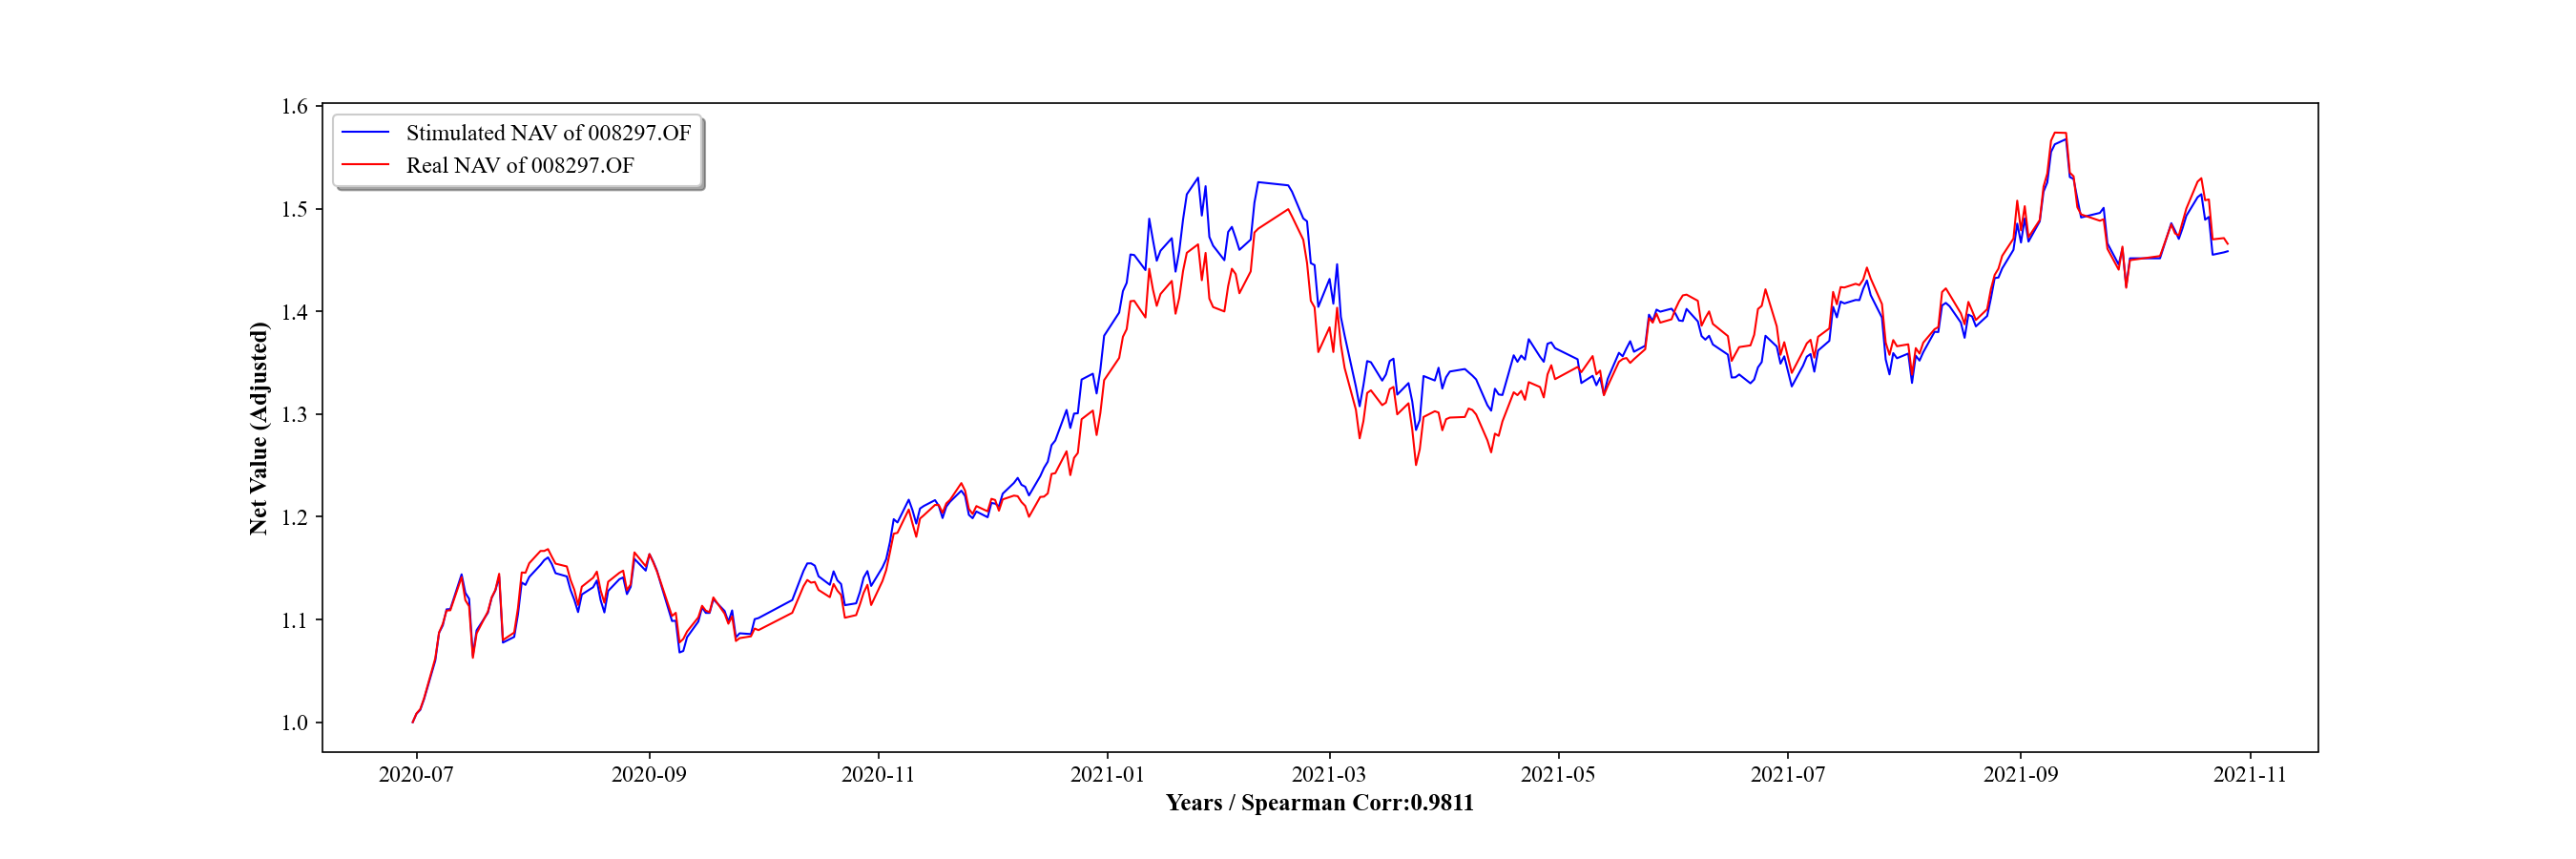 Stimulated NAV of 008297.OF
Real NAV of 008297.OF
1.6
1.5
1.4
1.3
1.2
1.1
1.0
Net Value (Adjusted)
2020-07 2020-09 2020-11 2021-01 2021-03 2021-05 2021-07 2021-09 2021-11
Years / Spearman Corr:0.9811